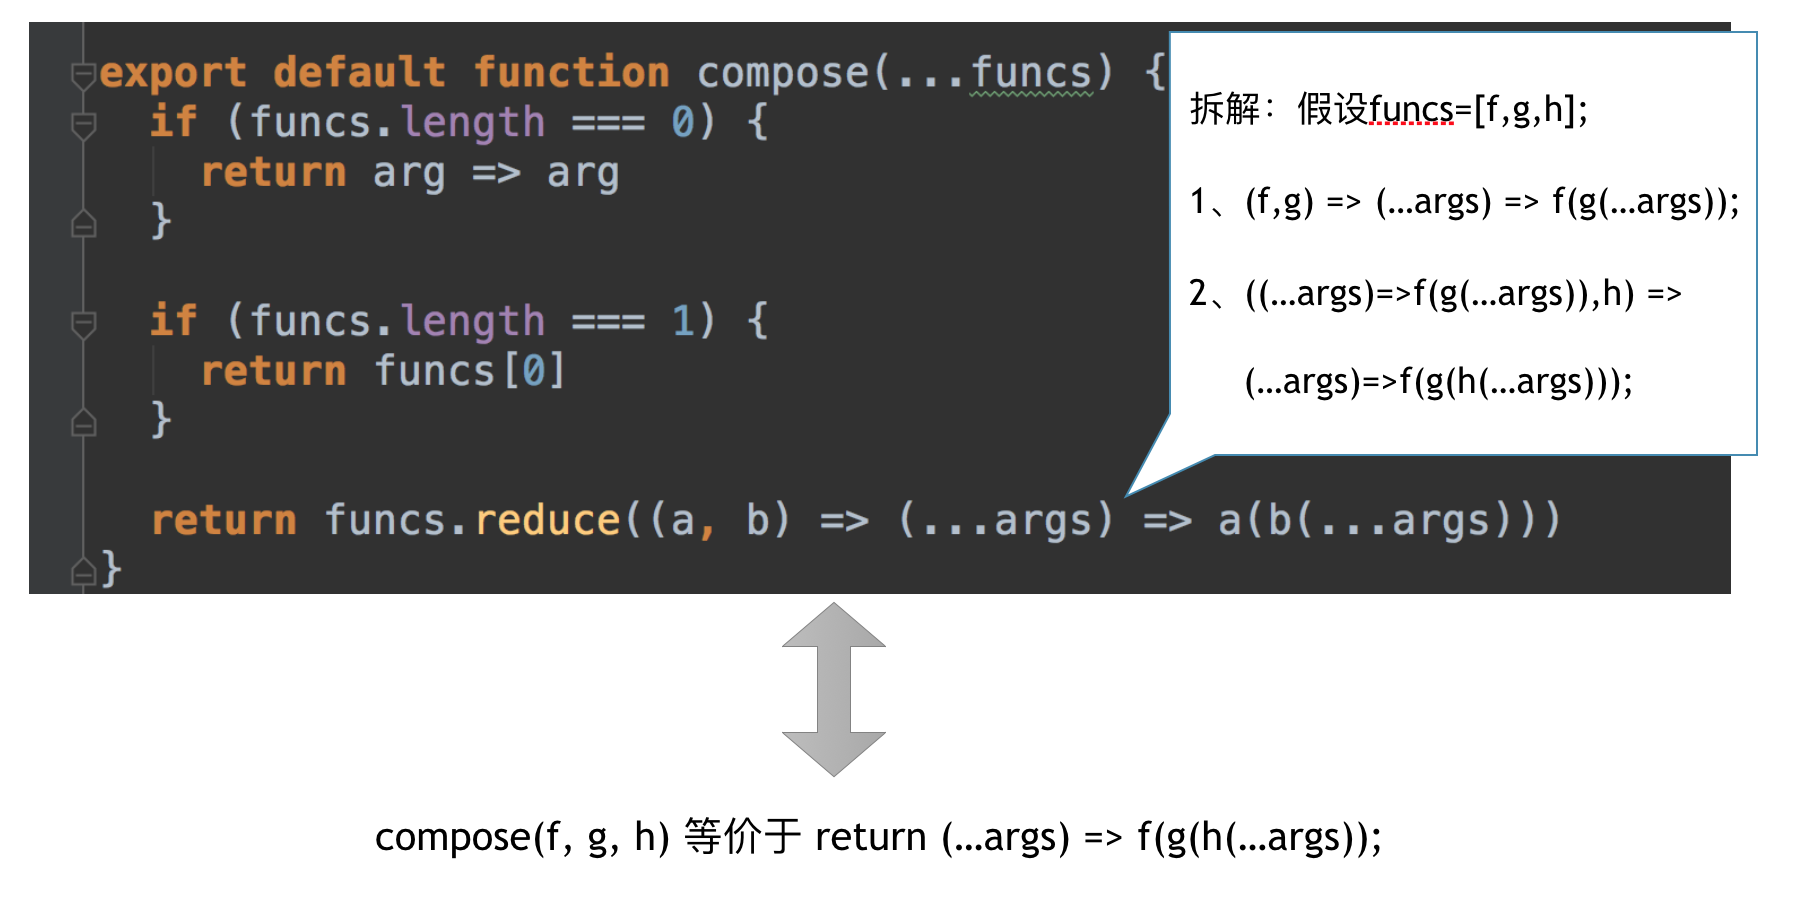 export default function compose(...funcs) {
  if (funcs.length === 0) {
    return arg => arg
  }

  if (funcs.length === 1) {
    return funcs[0]
  }

  return funcs.reduce((a, b) => (...args) => a(b(...args)))
}
拆解：假设funcs=[f,g,h];
1、(f,g) => (...args) => f(g(...args));
2、((...args)=>f(g(...args)),h) =>
(...args)=>f(g(h(...args)));
compose(f, g, h) 等价于 return (...args) => f(g(h(...args));